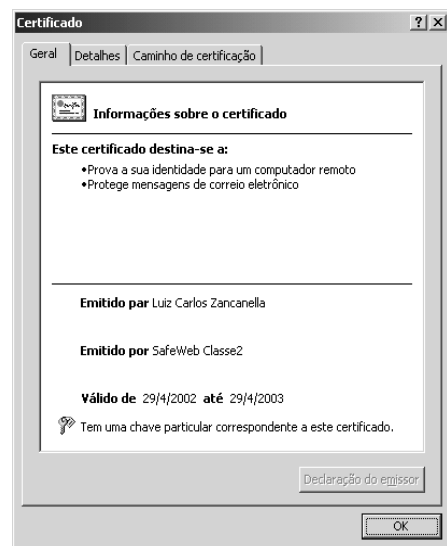 Certificado
Geral Detalhes Caminho de certificação
Informações sobre o certificado
Este certificado destina-se a:
•Prova a sua identidade para um computador remoto
•Protege mensagens de correio eletrônico
Emitido par Luiz Carlos Zancanella
Emitido por SafeWeb Classe2
Válido de 29/4/2002 até 29/4/2003
Tem uma chave particular correspondente a este certificado.
Declaração do emissor
OK